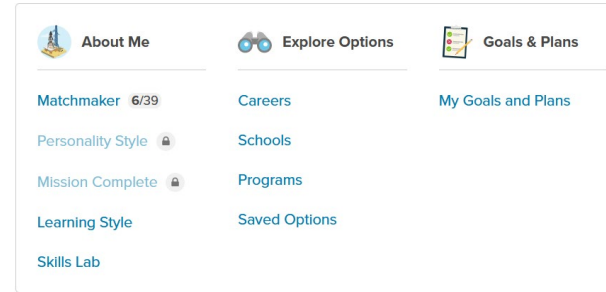 About Me
Matchmaker 6/39
Personality Style
Mission Complete
Learning Style
Skills Lab
Explore Options
Careers
Schools
Programs
Saved Options
Goals & Plans
My Goals and Plans